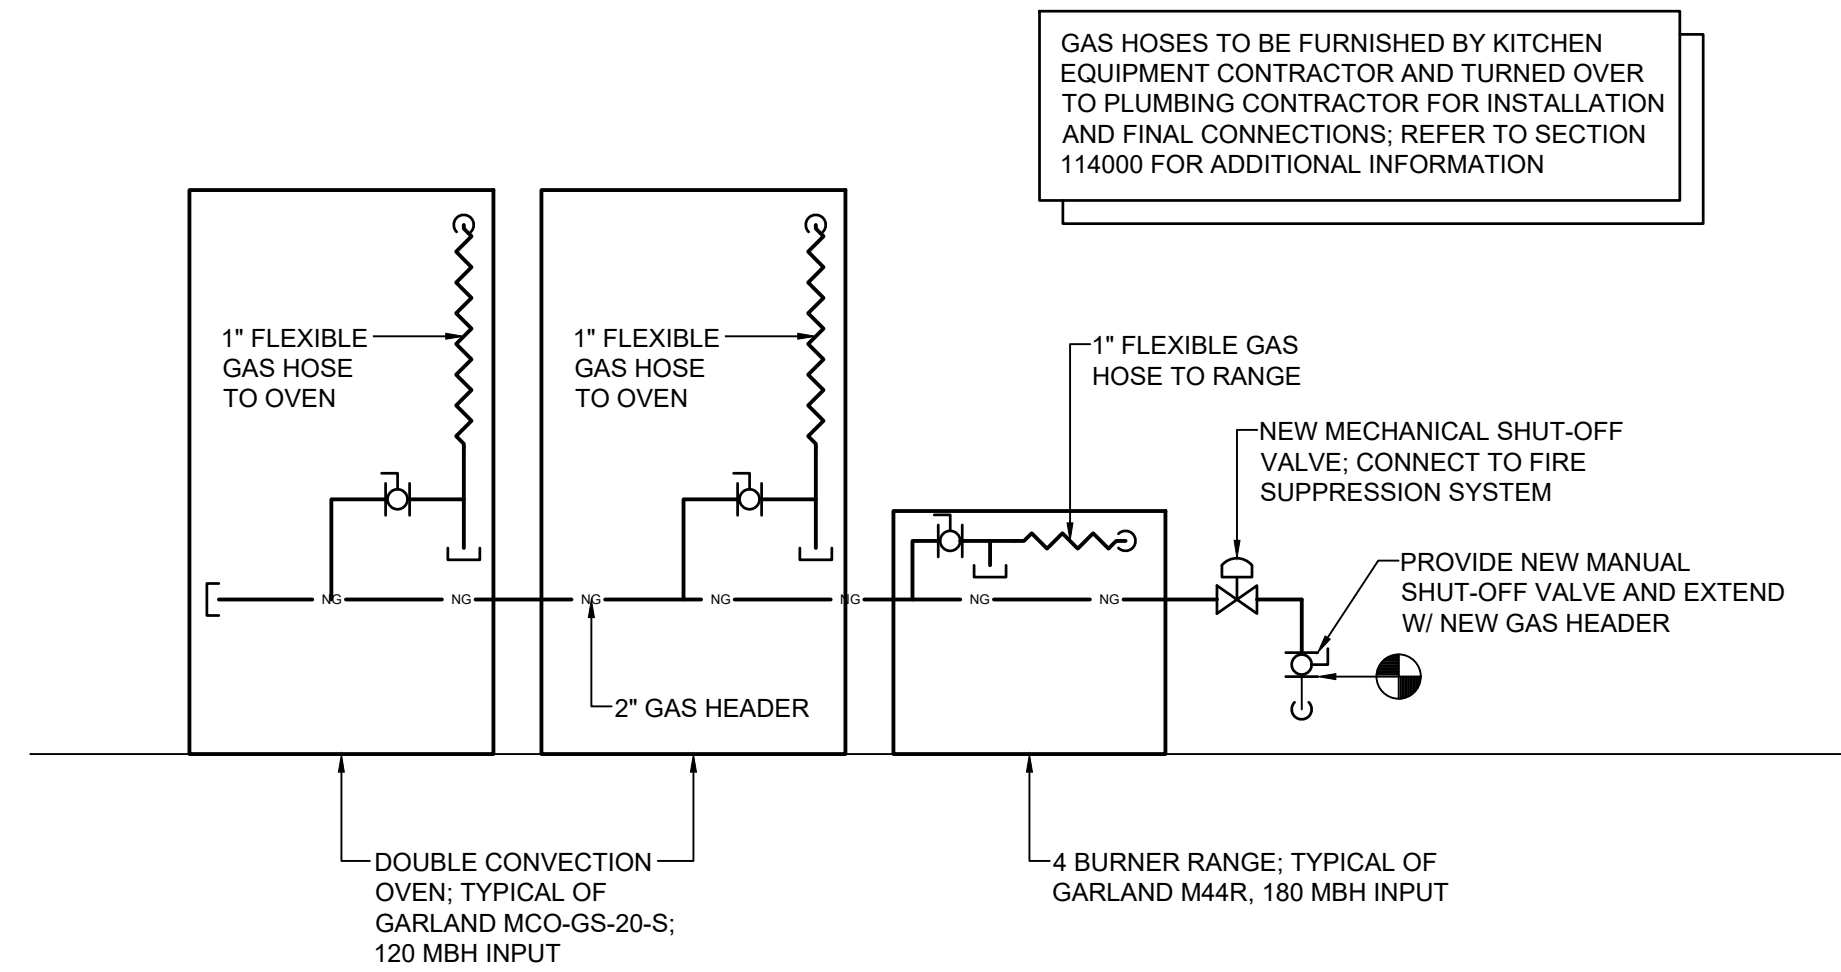 GAS HOSES TO BE FURNISHED BY KITCHEN
EQUIPMENT CONTRACTOR AND TURNED OVER
TO PLUMBING CONTRACTOR FOR INSTALLATION
AND FINAL CONNECTIONS; REFER TO SECTION
114000 FOR ADDITIONAL INFORMATION
1" FLEXIBLE
GAS HOSE
TO OVEN
1" FLEXIBLE
GAS HOSE
TO OVEN
1" FLEXIBLE GAS
HOSE TO RANGE
NEW MECHANICAL SHUT-OFF
VALVE; CONNECT TO FIRE
SUPPRESSION SYSTEM
PROVIDE NEW MANUAL
SHUT-OFF VALVE AND EXTEND
W/ NEW GAS HEADER
NG NG NG NG NG NG NG
2" GAS HEADER
DOUBLE CONVECTION
OVEN; TYPICAL OF
GARLAND MCO-GS-20-S;
120 MBH INPUT
4 BURNER RANGE; TYPICAL OF
GARLAND M44R, 180 MBH INPUT